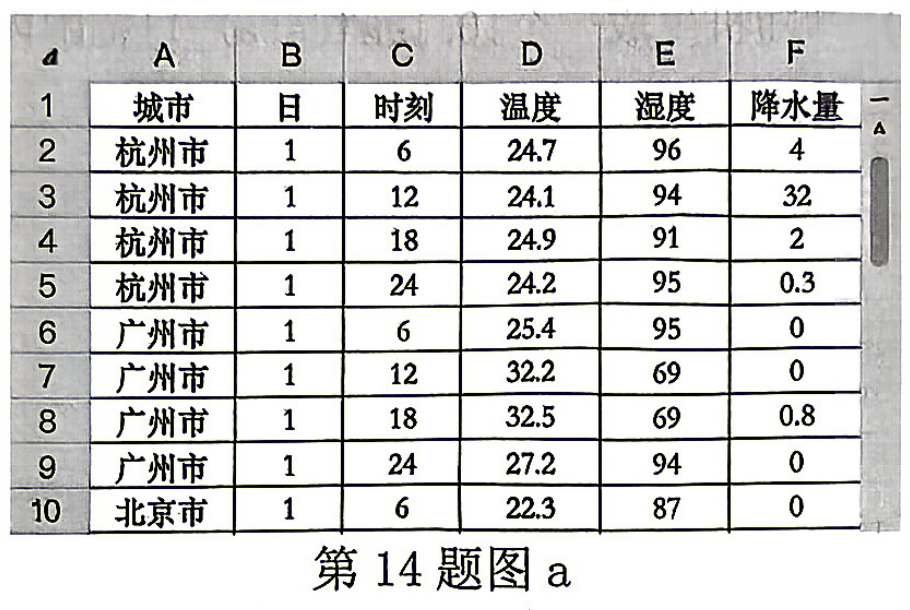 A B C D E F
1 城市 日 时刻 温度 湿度 降水量
2 杭州市 1 6 24.7 96 4
3 杭州市 1 12 24.1 94 32
4 杭州市 1 18 24.9 91 2
5 杭州市 1 24 24.2 95 0.3
6 广州市 1 6 25.4 95 0
7 广州市 1 12 32.2 69 0
8 广州市 1 18 32.5 69 0.8
9 广州市 1 24 27.2 94 0
10 北京市 1 6 22.3 87 0
第 14 题图 a